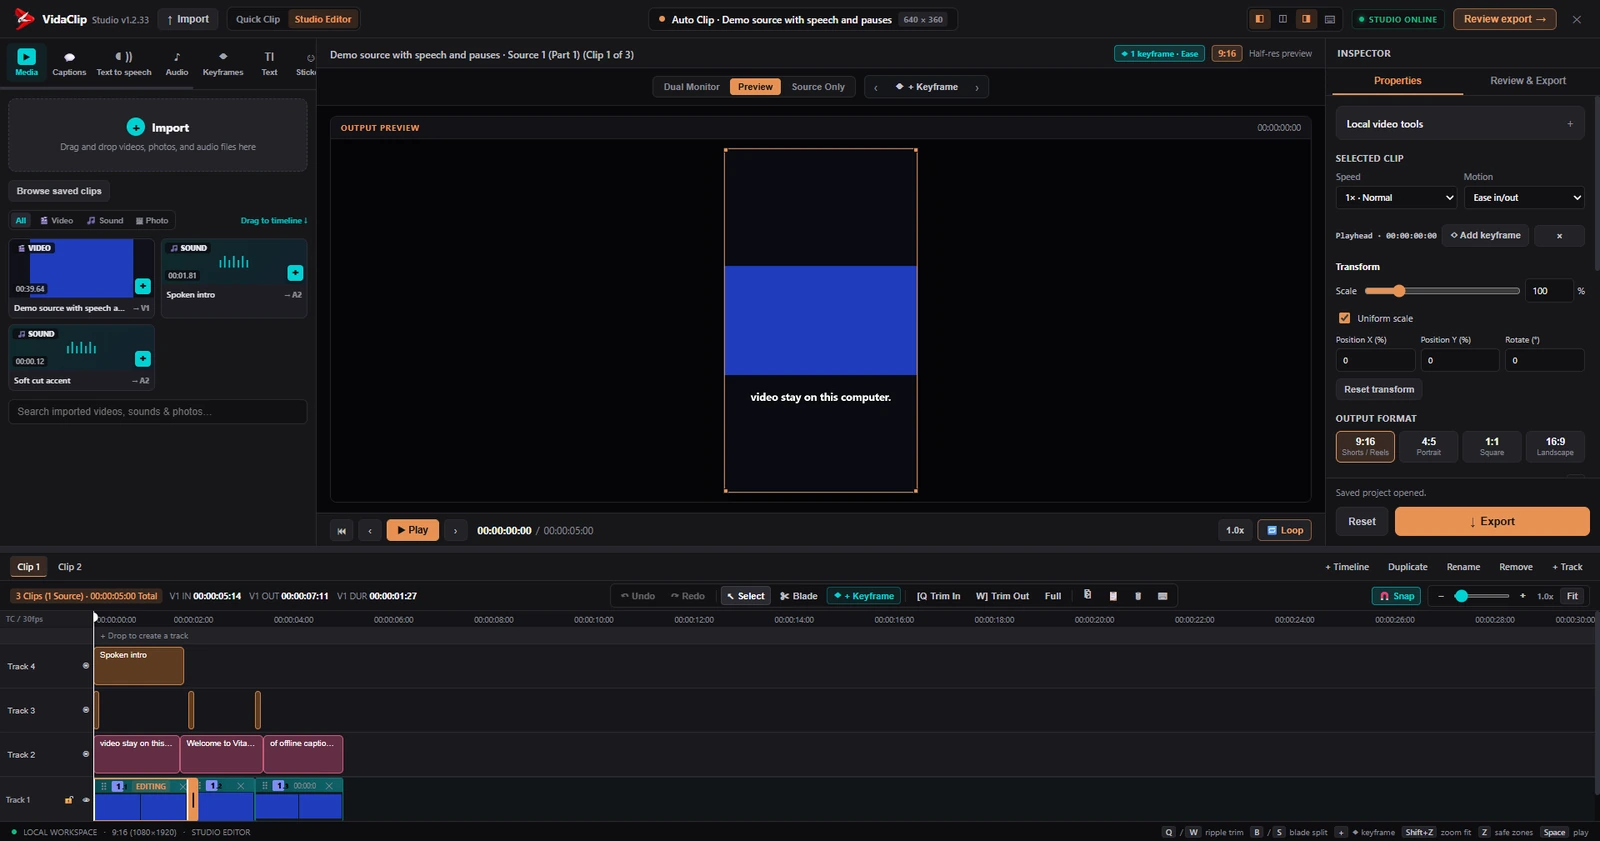 VidaClip Studio v1.2.33 ↑ Import Quick Clip Studio Editor
Auto Clip · Demo source with speech and pauses 640 x 360
STUDIO ONLINE Review export → ×
Media Captions Text to speech Audio Keyframes Text Sticke
Import
Drag and drop videos, photos, and audio files here
Browse saved clips
All Video Sound Photo Drag to timeline ↓
VIDEO
00:39.64
Demo source with speech a... → V1
SOUND
00:01.81
Spoken intro → A2
SOUND
00:00.12
Soft cut accent → A2
Search imported videos, sounds & photos...
Demo source with speech and pauses · Source 1 (Part 1) (Clip 1 of 3)
◆ 1 keyframe · Ease 9:16 Half-res preview
Dual Monitor Preview Source Only ‹ ◆ + Keyframe ›
OUTPUT PREVIEW 00:00:00:00
video stay on this computer.
▶ Play 00:00:00:00 / 00:00:05:00 1.0x Loop
INSPECTOR
Properties Review & Export
Local video tools +
SELECTED CLIP
Speed Motion
1× · Normal Ease in/out
Playhead · 00:00:00:00 ◇ Add keyframe ×
Transform
Scale 100 %
Uniform scale
Position X (%) Position Y (%) Rotate (°)
0 0 0
Reset transform
OUTPUT FORMAT
9:16 4:5 1:1 16:9
Shorts / Reels Portrait Square Landscape
Saved project opened.
Reset ↓ Export
Clip 1 Clip 2 + Timeline Duplicate Rename Remove + Track
3 Clips (1 Source) · 00:00:05:00 Total V1 IN 00:00:05:14 V1 OUT 00:00:07:11 V1 DUR 00:00:01:27
Undo Redo Select Blade ◆ + Keyframe [Q Trim In W] Trim Out Full
Snap − + 1.0x Fit
TC / 30fps 00:00:00:00 00:00:02:00 00:00:04:00 00:00:06:00 00:00:08:00 00:00:10:00 00:00:12:00 00:00:14:00 00:00:16:00 00:00:18:00 00:00:20:00 00:00:22:00 00:00:24:00 00:00:26:00 00:00:28:00 00:00:30:00
+ Drop to create a track
Track 4 Spoken intro
Track 3
Track 2 video stay on this... Welcome to Vita... of offline captio...
Track 1 1 EDITING × 1 × 1 00:00:0 ×
LOCAL WORKSPACE · 9:16 (1080×1920) · STUDIO EDITOR
Q / W ripple trim B / S blade split + ◆ keyframe Shift+Z zoom fit Z safe zones Space play